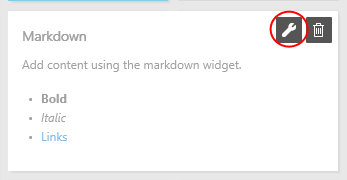 Markdown
Add content using the markdown widget.
• Bold
• Italic
• Links